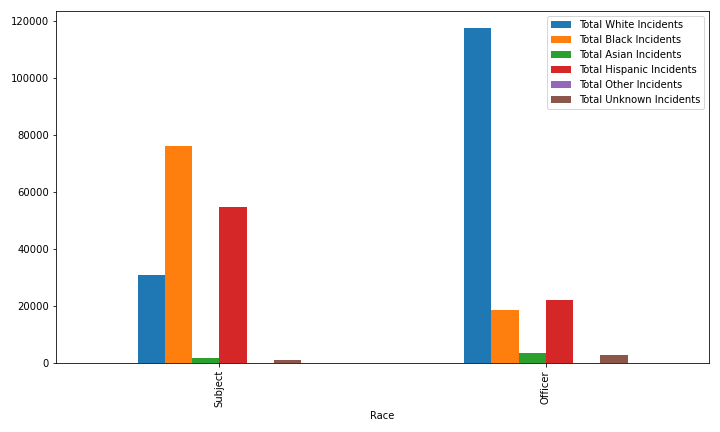 120000
100000
80000
60000
40000
20000
0
Total White Incidents
Total Black Incidents
Total Asian Incidents
Total Hispanic Incidents
Total Other Incidents
Total Unknown Incidents
Subject
Officer
Race